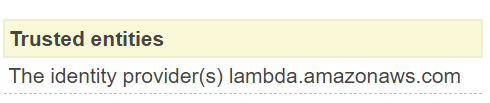 Trusted entities
The identity provider(s) lambda.amazonaws.com